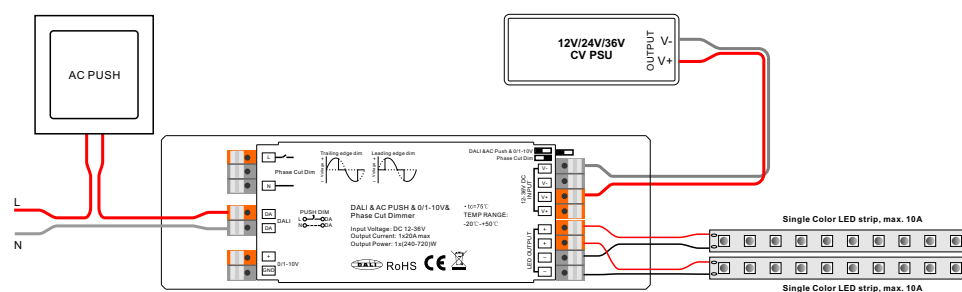 AC PUSH
12V/24V/36V
CV PSU
OUTPUT
V-
V+
L
N
L
Phase Cut Dim
N
Trailing edge dim
Leading edge dim
Voltage
Voltage
DALI &AC Push & 0/1-10V
Phase Cut Dim
DA
DA
DALI
PUSH DIM
L DA
N DA
+
GND
0/1-10V
DALI & AC PUSH & 0/1-10V&
Phase Cut Dimmer
Input Voltage: DC 12-36V
Output Current: 1x20A max
Output Power: 1x(240-720)W
• tc=75℃
TEMP RANGE:
-20℃-+50℃
DALI
RoHS
CE
V-
V-
V+
V+
12-36V DC
INPUT
+
+
−
−
LED OUTPUT
Single Color LED strip, max. 10A
Single Color LED strip, max. 10A